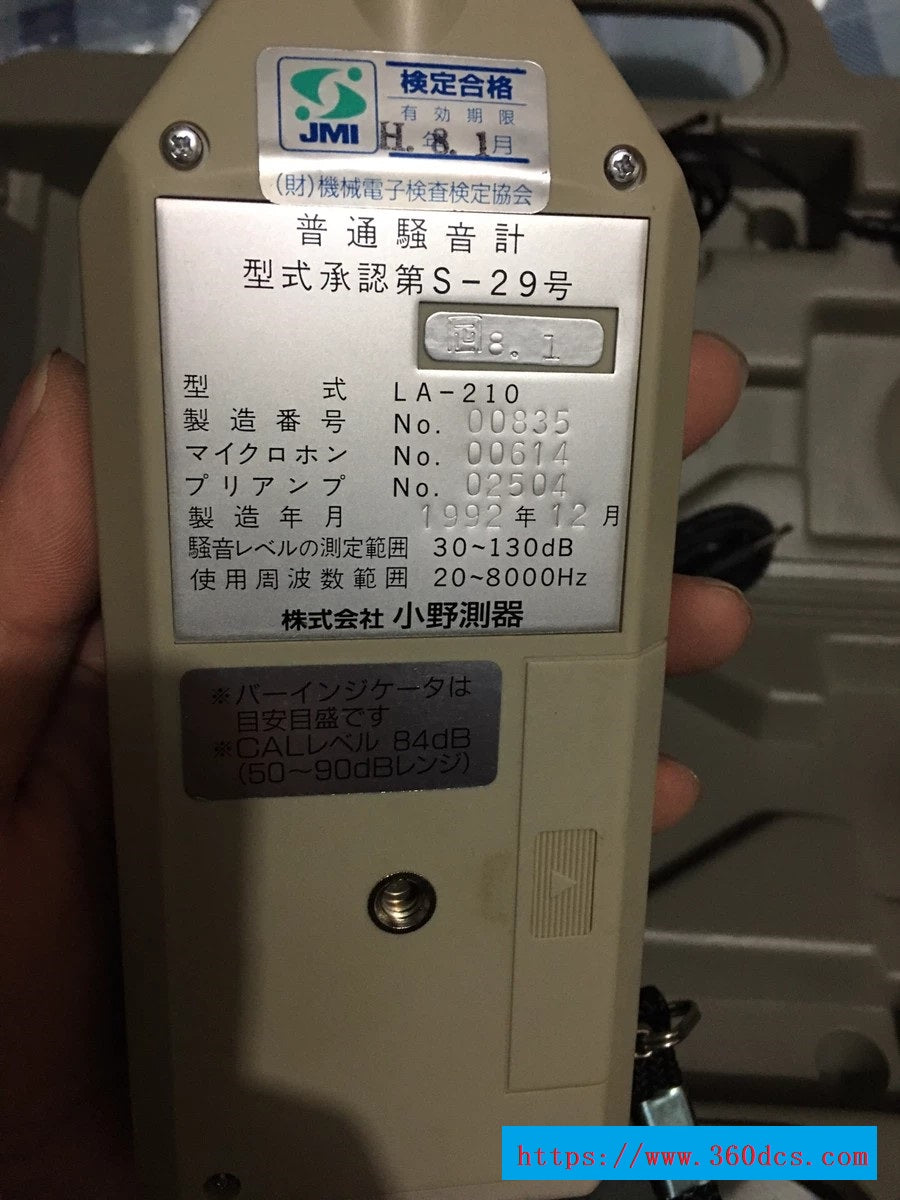 JMI
検定合格
有効期限
H. 8. 1月
(財)機械電子検査検定協会
普通騒音計
型式承認第S-29号
8. 1
型式 LA-210
製造番号 No. 00835
マイクロホン No. 00614
プリアンプ No. 02504
製造年月 1992年12月
騒音レベルの測定範囲 30~130dB
使用周波数範囲 20~8000Hz
株式会社 小野測器
※バーインジケータは
目安目盛です
※CALレベル 84dB
(50~90dBレンジ)
https://www.360dcs.com